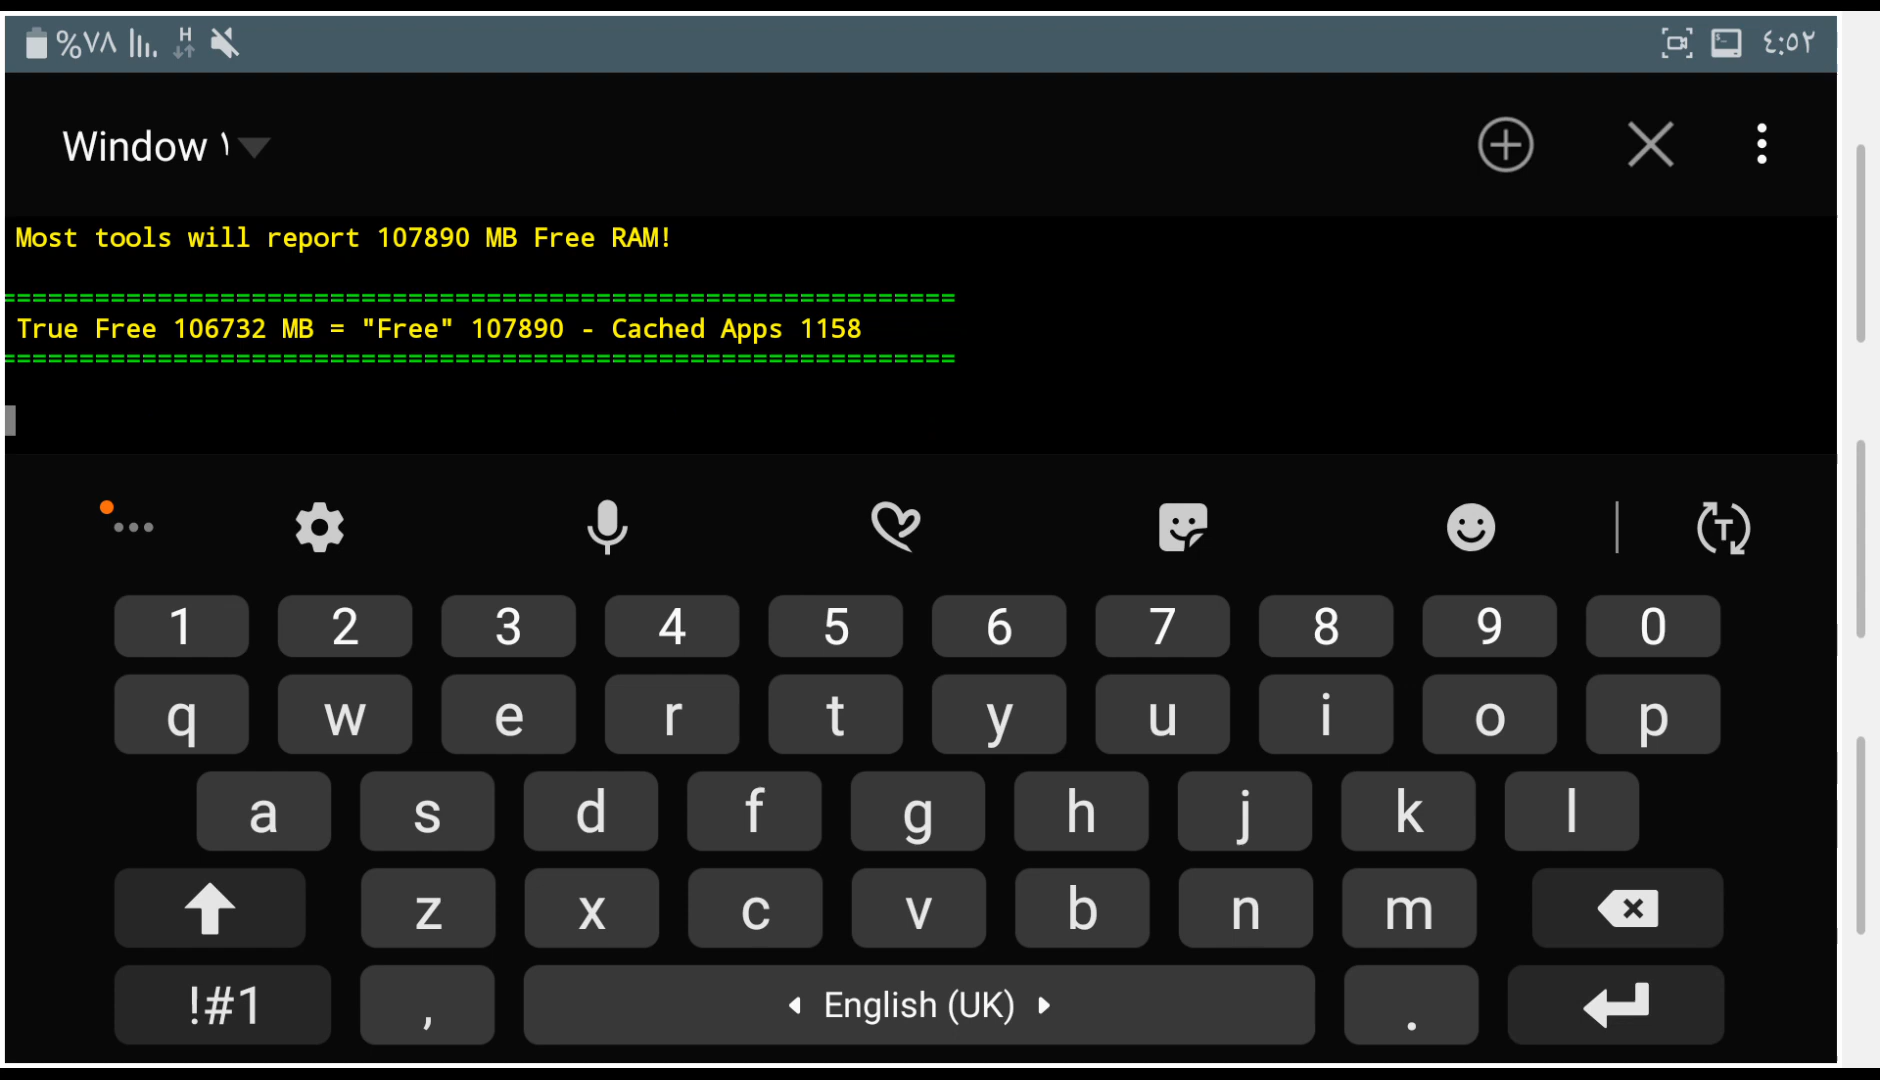 %٧٨ H ٤:٥٢
Window ١
Most tools will report 107890 MB Free RAM!
=============================================================
True Free 106732 MB = "Free" 107890 - Cached Apps 1158
=============================================================
T
1 2 3 4 5 6 7 8 9 0
q w e r t y u i o p
a s d f g h j k l
z x c v b n m
!#1 , English (UK) .